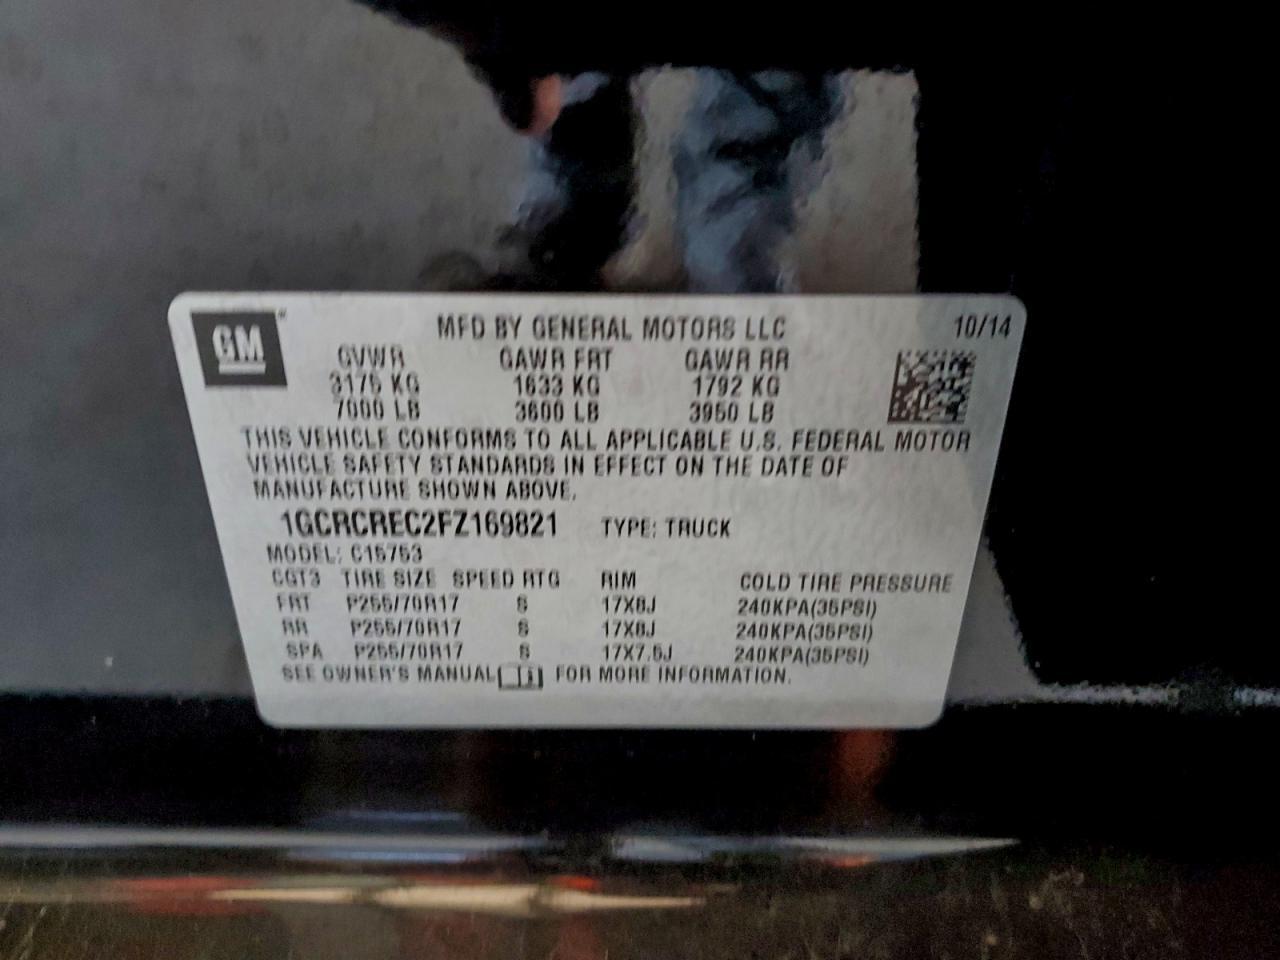 GM
MFD BY GENERAL MOTORS LLC 10/14
GVWR GAWR FRT GAWR RR
3175 KG 1633 KG 1792 KG
7000 LB 3600 LB 3950 LB
THIS VEHICLE CONFORMS TO ALL APPLICABLE U.S. FEDERAL MOTOR
VEHICLE SAFETY STANDARDS IN EFFECT ON THE DATE OF
MANUFACTURE SHOWN ABOVE.
1GCRCREC2FZ169821 TYPE: TRUCK
MODEL: C15753
CGT3 TIRE SIZE SPEED RTG RIM COLD TIRE PRESSURE
FRT P255/70R17 S 17X8J 240KPA(35PSI)
RR P255/70R17 S 17X8J 240KPA(35PSI)
SPA P255/70R17 S 17X7.5J 240KPA(35PSI)
SEE OWNER'S MANUAL FOR MORE INFORMATION.